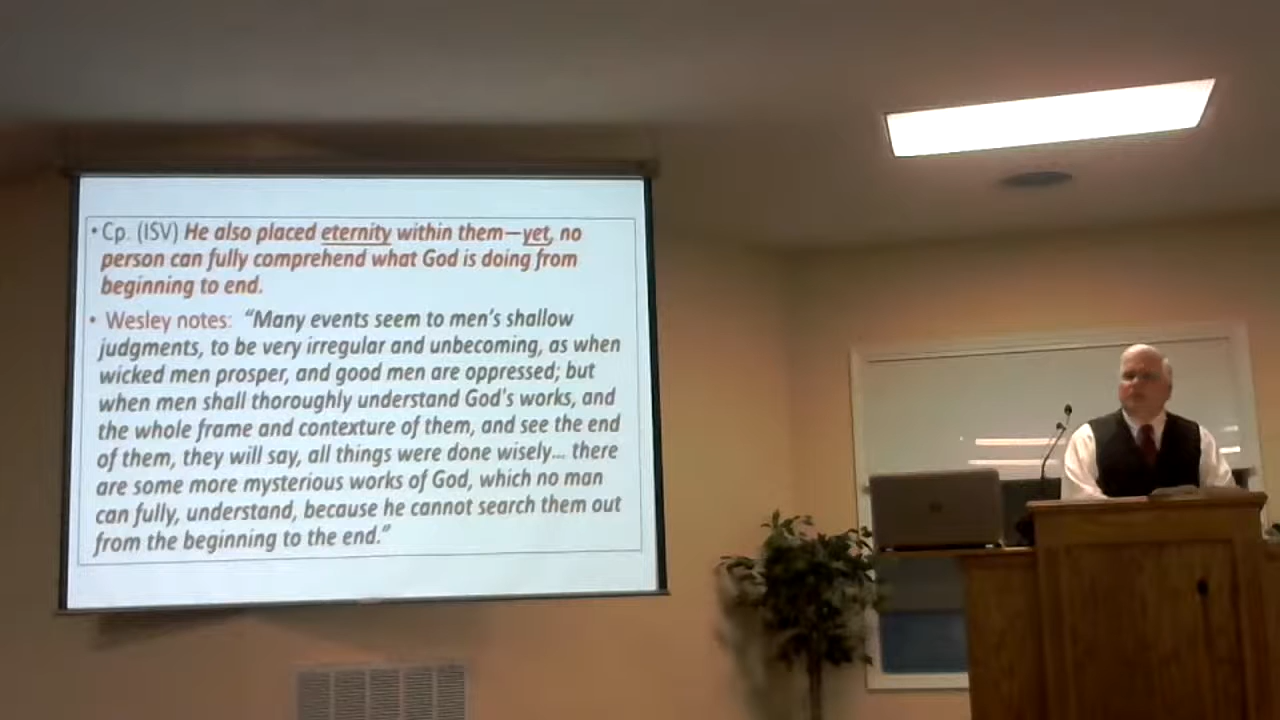 • Cp. (ISV) He also placed eternity within them—yet, no
person can fully comprehend what God is doing from
beginning to end.
• Wesley notes: “Many events seem to men's shallow
judgments, to be very irregular and unbecoming, as when
wicked men prosper, and good men are oppressed; but
when men shall thoroughly understand God's works, and
the whole frame and contexture of them, and see the end
of them, they will say, all things were done wisely... there
are some more mysterious works of God, which no man
can fully, understand, because he cannot search them out
from the beginning to the end.”